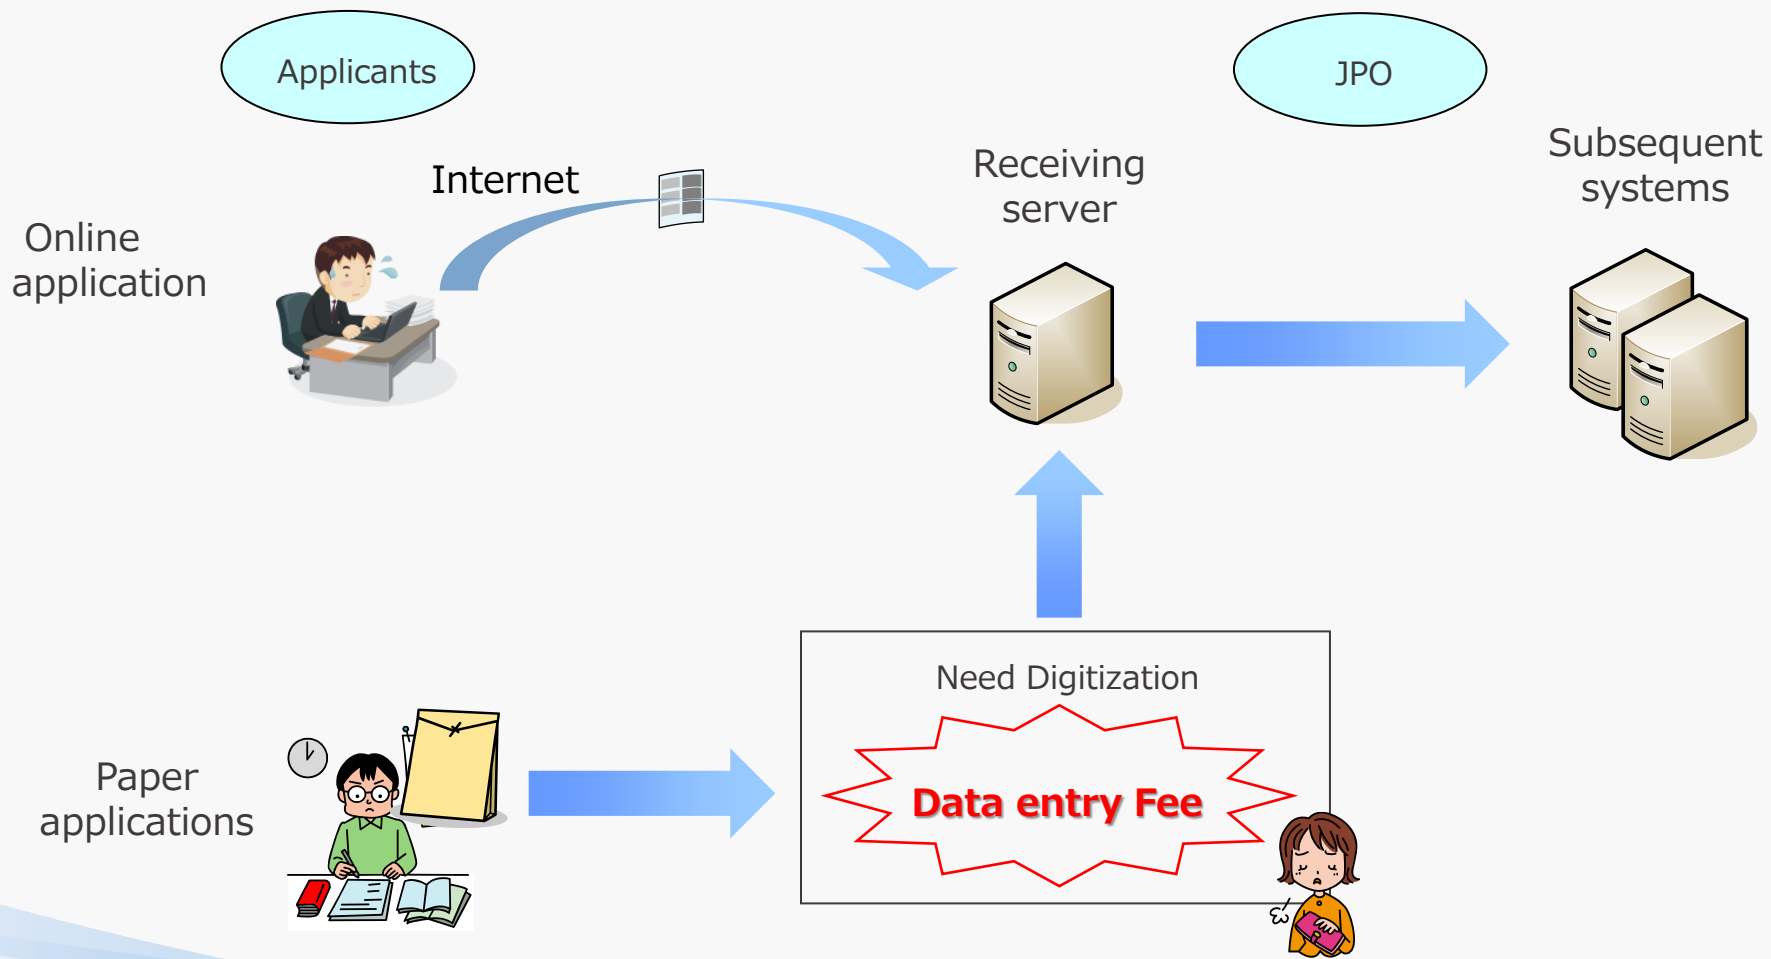 Applicants
JPO
Internet
Receiving
server
Subsequent
systems
Online
application
Need Digitization
Data entry Fee
Paper
applications